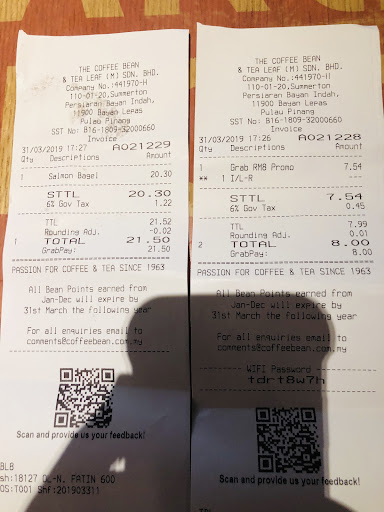 THE COFFEE BEAN
& TEA LEAF (M) SDN. BHD.
Company No.:441970-H
110-01-20,Summerton
Persiaran Bayan Indah,
11900 Bayan Lepas
Pulau Pinang
SST No: B16-1809-32000660
Invoice
31/03/2019 17:27 A021229
Qty Descriptions Amount
1 Salmon Bagel 20.30
STTL 20.30
6% Gov Tax 1.22
TTL 21.52
Rounding Adj. -0.02
1 TOTAL 21.50
GrabPay: 21.50
PASSION FOR COFFEE & TEA SINCE 1963
All Bean Points earned from
Jan-Dec will expire by
31st March the following year
For all enquiries email to
comments@coffeebean.com.my
Scan and provide us your feedback!
BLB
sh:18127 DL-N. FATIN 600
OS:T001 Shf:201903311
THE COFFEE BEAN
& TEA LEAF (M) SDN. BHD.
Company No.:441970-H
110-01-20,Summerton
Persiaran Bayan Indah,
11900 Bayan Lepas
Pulau Pinang
SST No: B16-1809-32000660
Invoice
31/03/2019 17:26 A021228
Qty Descriptions Amount
1 Grab RM8 Promo 7.54
** 1 I/L-R --
STTL 7.54
6% Gov Tax 0.45
TTL 7.99
Rounding Adj. 0.01
2 TOTAL 8.00
GrabPay: 8.00
PASSION FOR COFFEE & TEA SINCE 1963
All Bean Points earned from
Jan-Dec will expire by
31st March the following year
For all enquiries email to
comments@coffeebean.com.my
WIFI Password
tdrt8w7h
Scan and provide us your feedback!